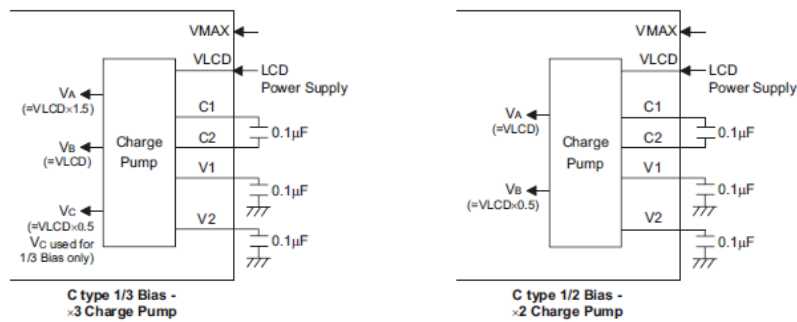 VMAX
VLCD
LCD
Power Supply
VA
(=VLCD×1.5)
C1
0.1µF
C2
VB
(=VLCD)
Charge
Pump
V1
0.1µF
VC
(=VLCD×0.5
VC used for
1/3 Bias only)
V2
0.1µF
C type 1/3 Bias -
×3 Charge Pump
VMAX
VLCD
LCD
Power Supply
VA
(=VLCD)
C1
0.1µF
C2
Charge
Pump
V1
0.1µF
VB
(=VLCD×0.5)
V2
0.1µF
C type 1/2 Bias -
×2 Charge Pump